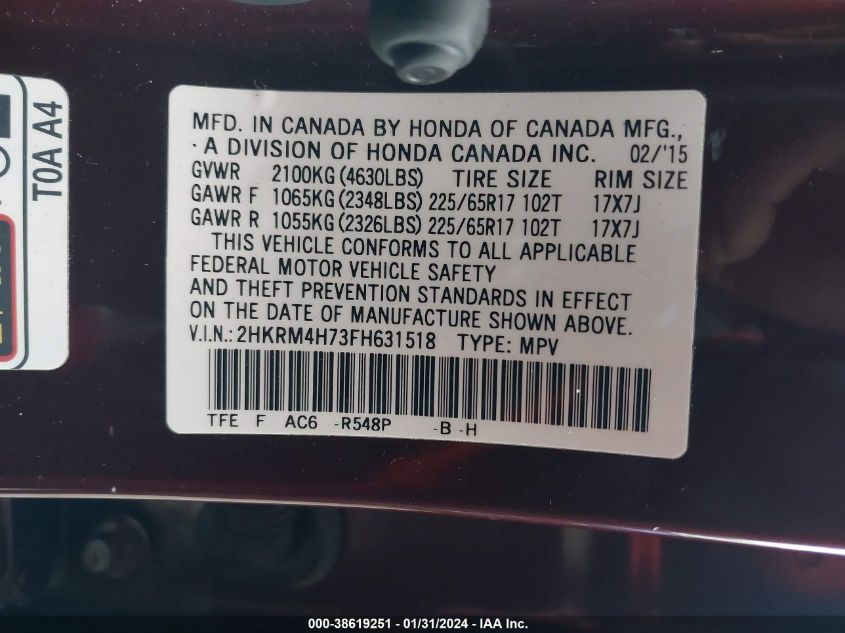 T0A A4
MFD. IN CANADA BY HONDA OF CANADA MFG.,
· A DIVISION OF HONDA CANADA INC. 02/'15
GVWR 2100KG (4630LBS) TIRE SIZE RIM SIZE
GAWR F 1065KG (2348LBS) 225/65R17 102T 17X7J
GAWR R 1055KG (2326LBS) 225/65R17 102T 17X7J
THIS VEHICLE CONFORMS TO ALL APPLICABLE
FEDERAL MOTOR VEHICLE SAFETY
AND THEFT PREVENTION STANDARDS IN EFFECT
ON THE DATE OF MANUFACTURE SHOWN ABOVE.
V.I.N.: 2HKRM4H73FH631518 TYPE: MPV
TFE F AC6 -R548P -B -H
000-38619251 - 01/31/2024 - IAA Inc.